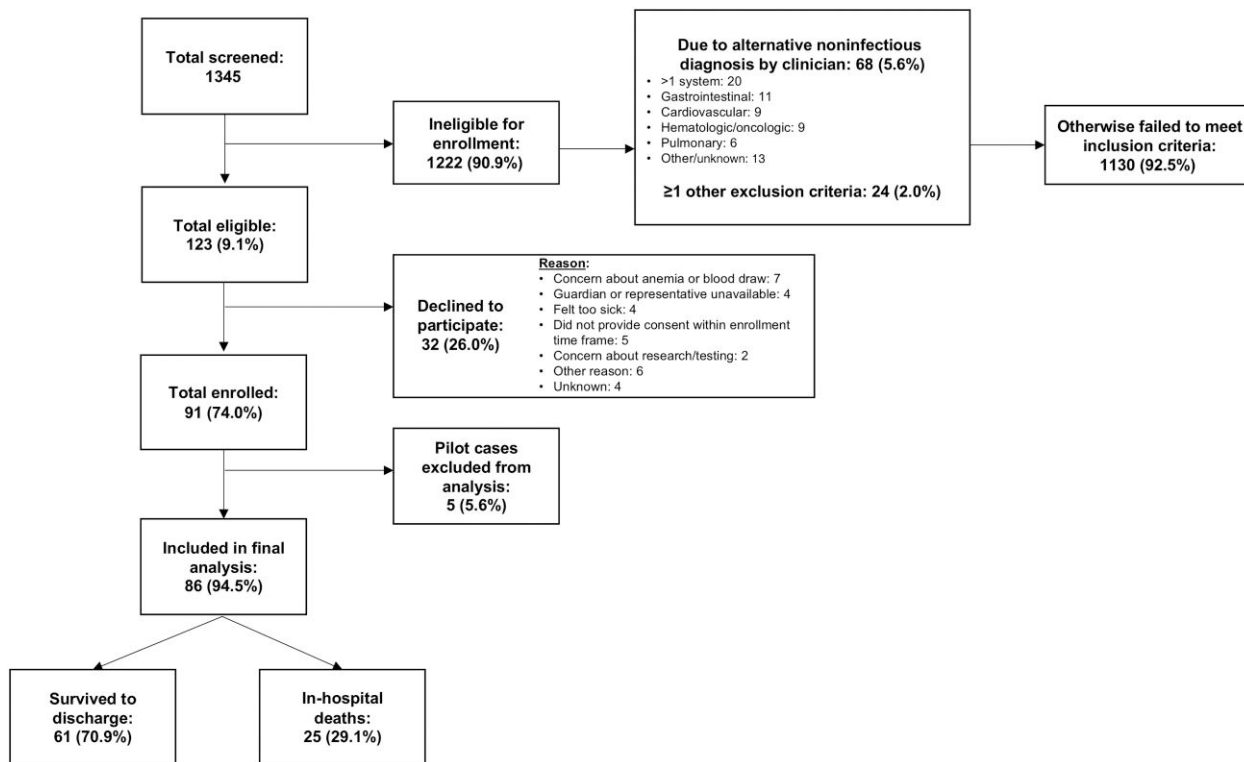 Total screened:
1345
Ineligible for
enrollment:
1222 (90.9%)
Due to alternative noninfectious
diagnosis by clinician: 68 (5.6%)
• >1 system: 20
• Gastrointestinal: 11
• Cardiovascular: 9
• Hematologic/oncologic: 9
• Pulmonary: 6
• Other/unknown: 13
≥1 other exclusion criteria: 24 (2.0%)
Otherwise failed to meet
inclusion criteria:
1130 (92.5%)
Total eligible:
123 (9.1%)
Declined to
participate:
32 (26.0%)
Reason:
• Concern about anemia or blood draw: 7
• Guardian or representative unavailable: 4
• Felt too sick: 4
• Did not provide consent within enrollment
time frame: 5
• Concern about research/testing: 2
• Other reason: 6
• Unknown: 4
Total enrolled:
91 (74.0%)
Pilot cases
excluded from
analysis:
5 (5.6%)
Included in final
analysis:
86 (94.5%)
Survived to
discharge:
61 (70.9%)
In-hospital
deaths:
25 (29.1%)